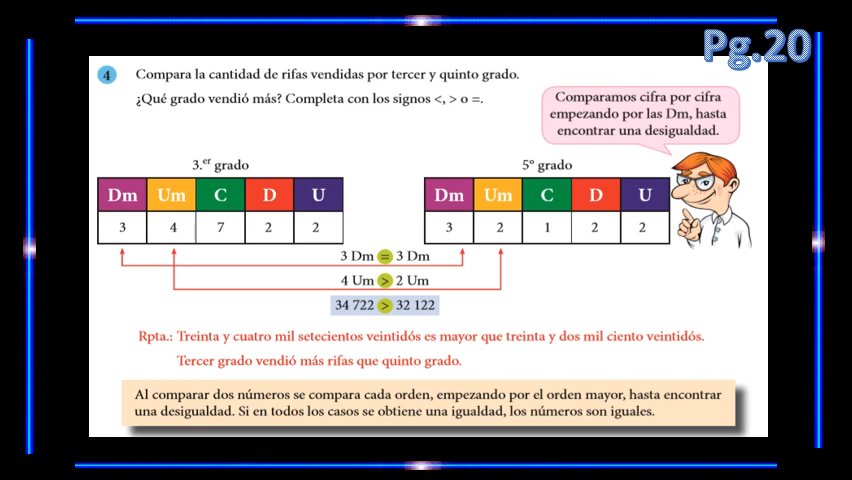 Pg.20
4 Compara la cantidad de rifas vendidas por tercer y quinto grado.
¿Qué grado vendió más? Completa con los signos <, > o =.
Comparamos cifra por cifra
empezando por las Dm, hasta
encontrar una desigualdad.
3.er grado
Dm Um C D U
3 4 7 2 2
5° grado
Dm Um C D U
3 2 1 2 2
3 Dm = 3 Dm
4 Um > 2 Um
34 722 > 32 122
Rpta.: Treinta y cuatro mil setecientos veintidós es mayor que treinta y dos mil ciento veintidós.
Tercer grado vendió más rifas que quinto grado.
Al comparar dos números se compara cada orden, empezando por el orden mayor, hasta encontrar
una desigualdad. Si en todos los casos se obtiene una igualdad, los números son iguales.